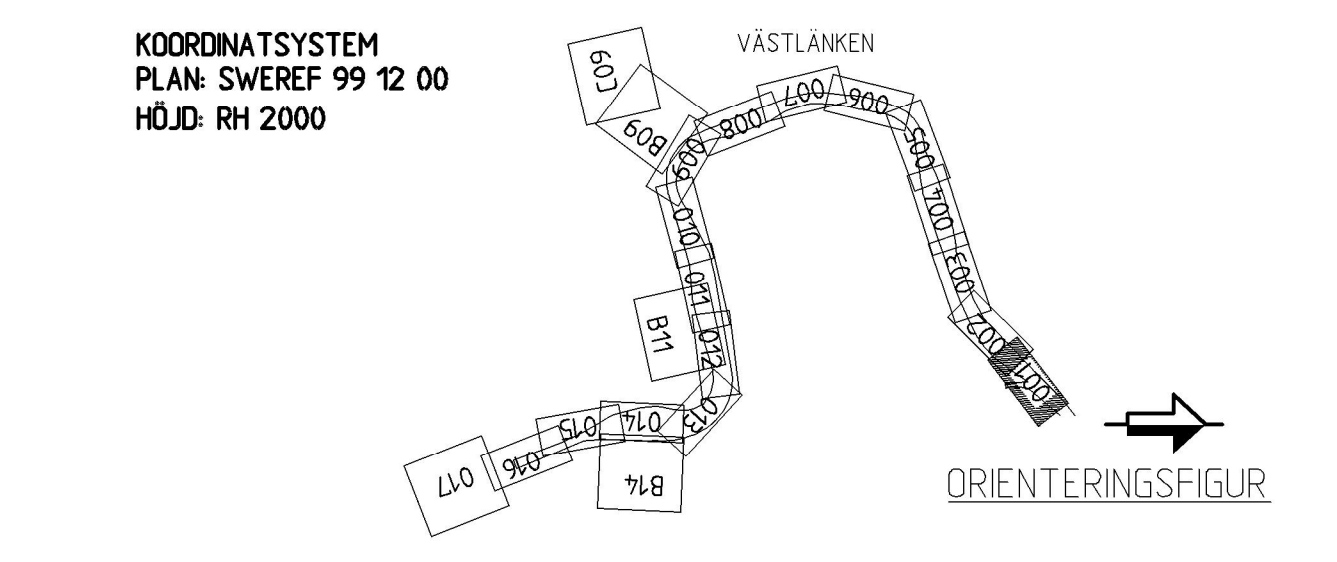 KOORDINATSYSTEM
PLAN: SWEREF 99 12 00
HÖJD: RH 2000
VÄSTLÄNKEN
C09
B09
009
008
007
006
005
004
003
002
001
010
011
B11
012
013
014
015
016
017
B14
ORIENTERINGSFIGUR